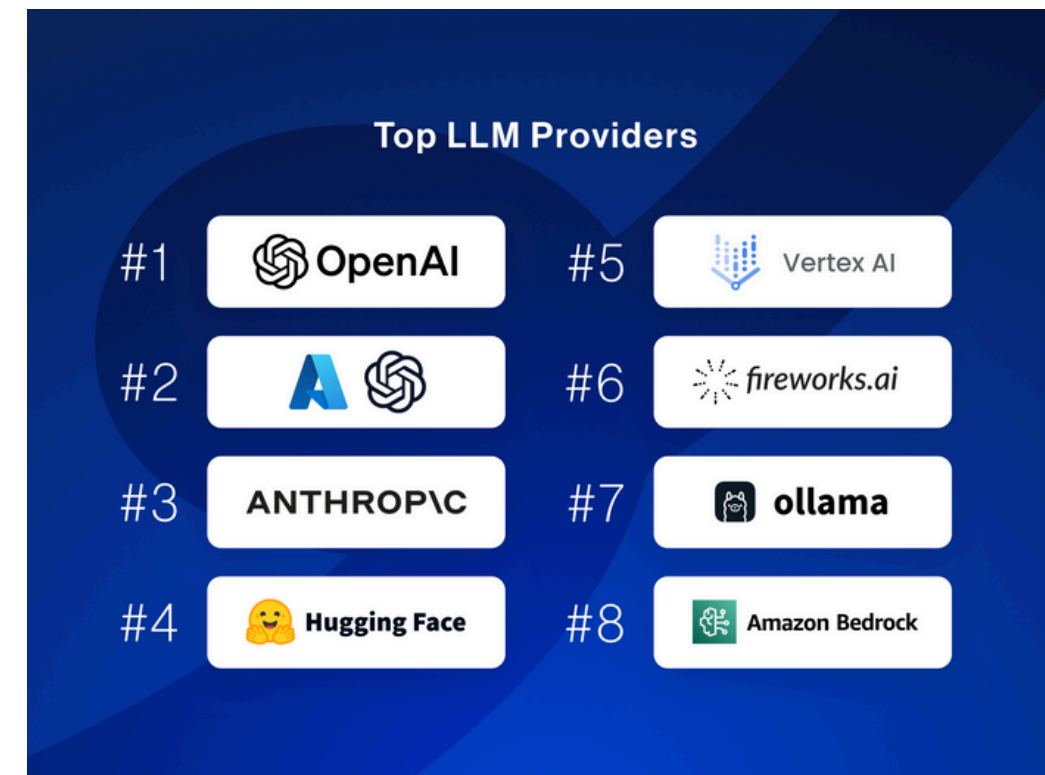 Top LLM Providers
#1 OpenAI
#2
#3 ANTHROP\C
#4 Hugging Face
#5 Vertex AI
#6 fireworks.ai
#7 ollama
#8 Amazon Bedrock